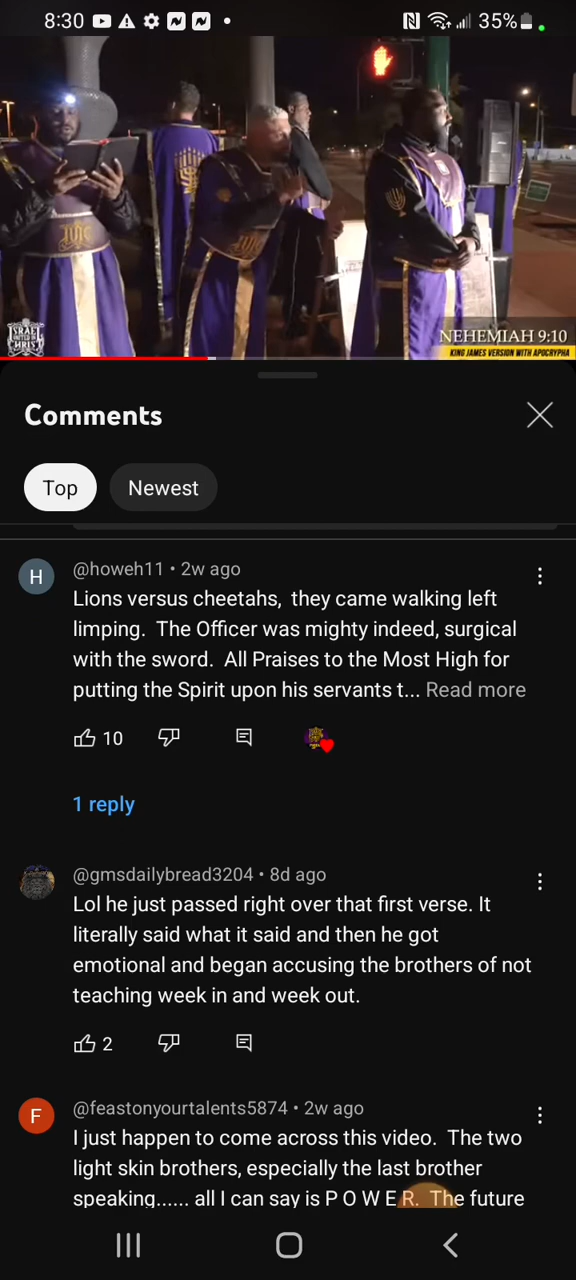 8:30
35%
IUIC
IUIC
ISRAEL
UNITED IN
CHRIST
NEHEMIAH 9:10
KING JAMES VERSION WITH APOCRYPHA
Comments
Top
Newest
H
@howeh11 • 2w ago
Lions versus cheetahs,  they came walking left
limping.  The Officer was mighty indeed, surgical
with the sword.  All Praises to the Most High for
putting the Spirit upon his servants t... Read more
10
1 reply
@gmsdailybread3204 • 8d ago
Lol he just passed right over that first verse. It
literally said what it said and then he got
emotional and began accusing the brothers of not
teaching week in and week out.
2
F
@feastonyourtalents5874 • 2w ago
I just happen to come across this video.  The two
light skin brothers, especially the last brother
speaking...... all I can say is P O W E R.  The future